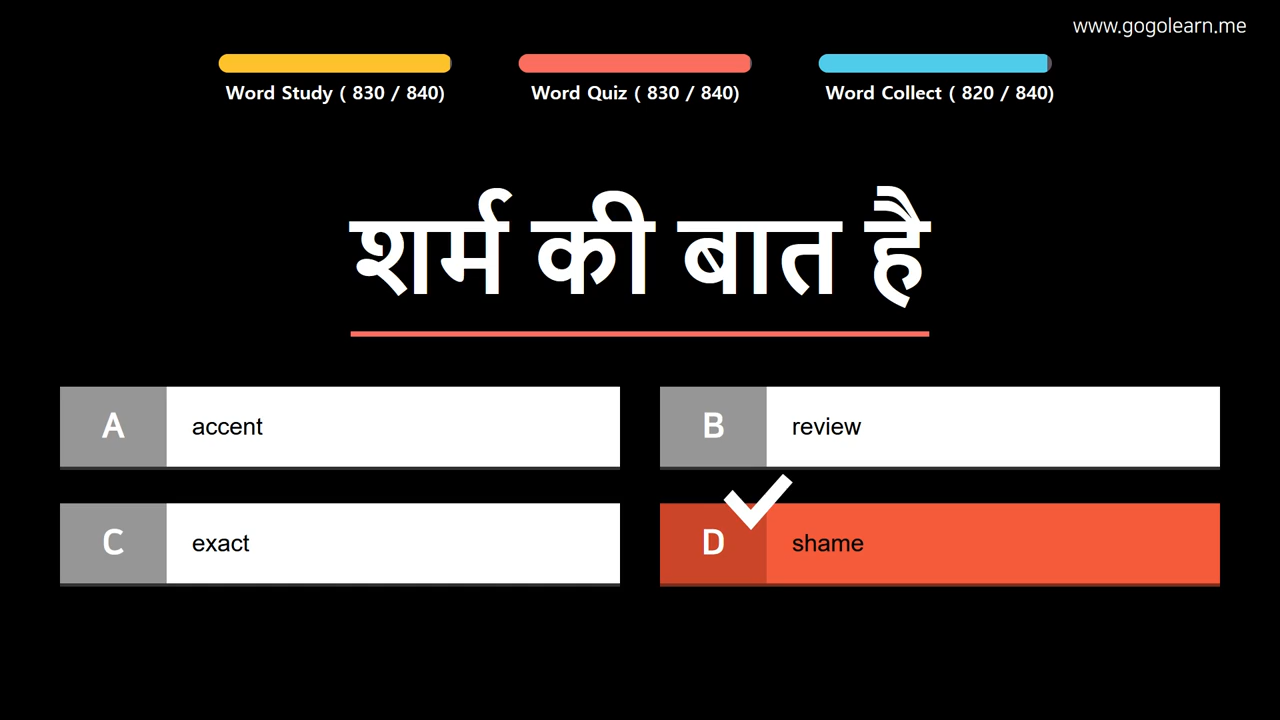 www.gogolearn.me
Word Study ( 830 / 840)
Word Quiz ( 830 / 840)
Word Collect ( 820 / 840)
शर्म की बात है
A accent
B review
C exact
D shame